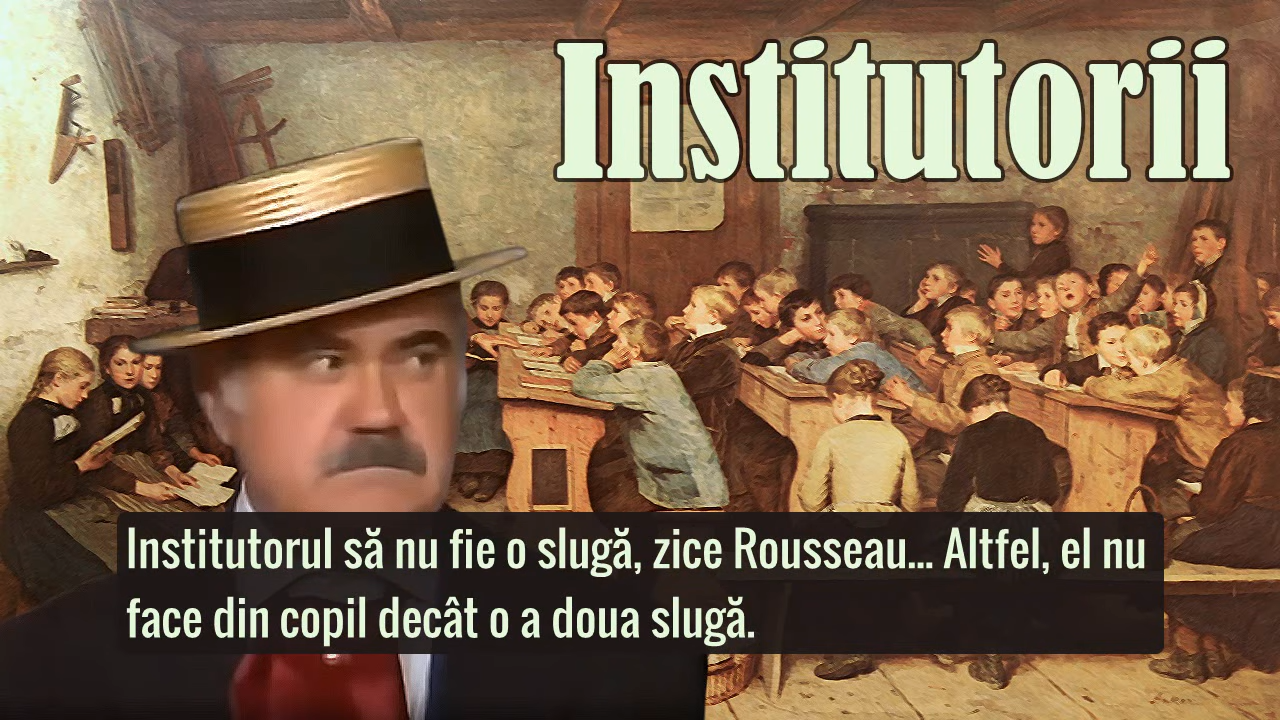 Institutorii
Institutorul să nu fie o slugă, zice Rousseau... Altfel, el nu
face din copil decât o a doua slugă.